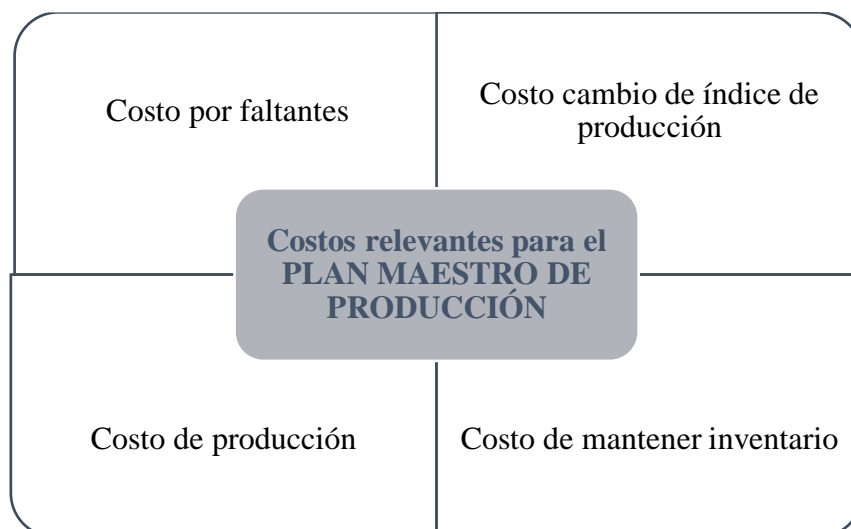 Costo por faltantes
Costo cambio de índice de
producción
Costos relevantes para el
PLAN MAESTRO DE
PRODUCCIÓN
Costo de producción
Costo de mantener inventario